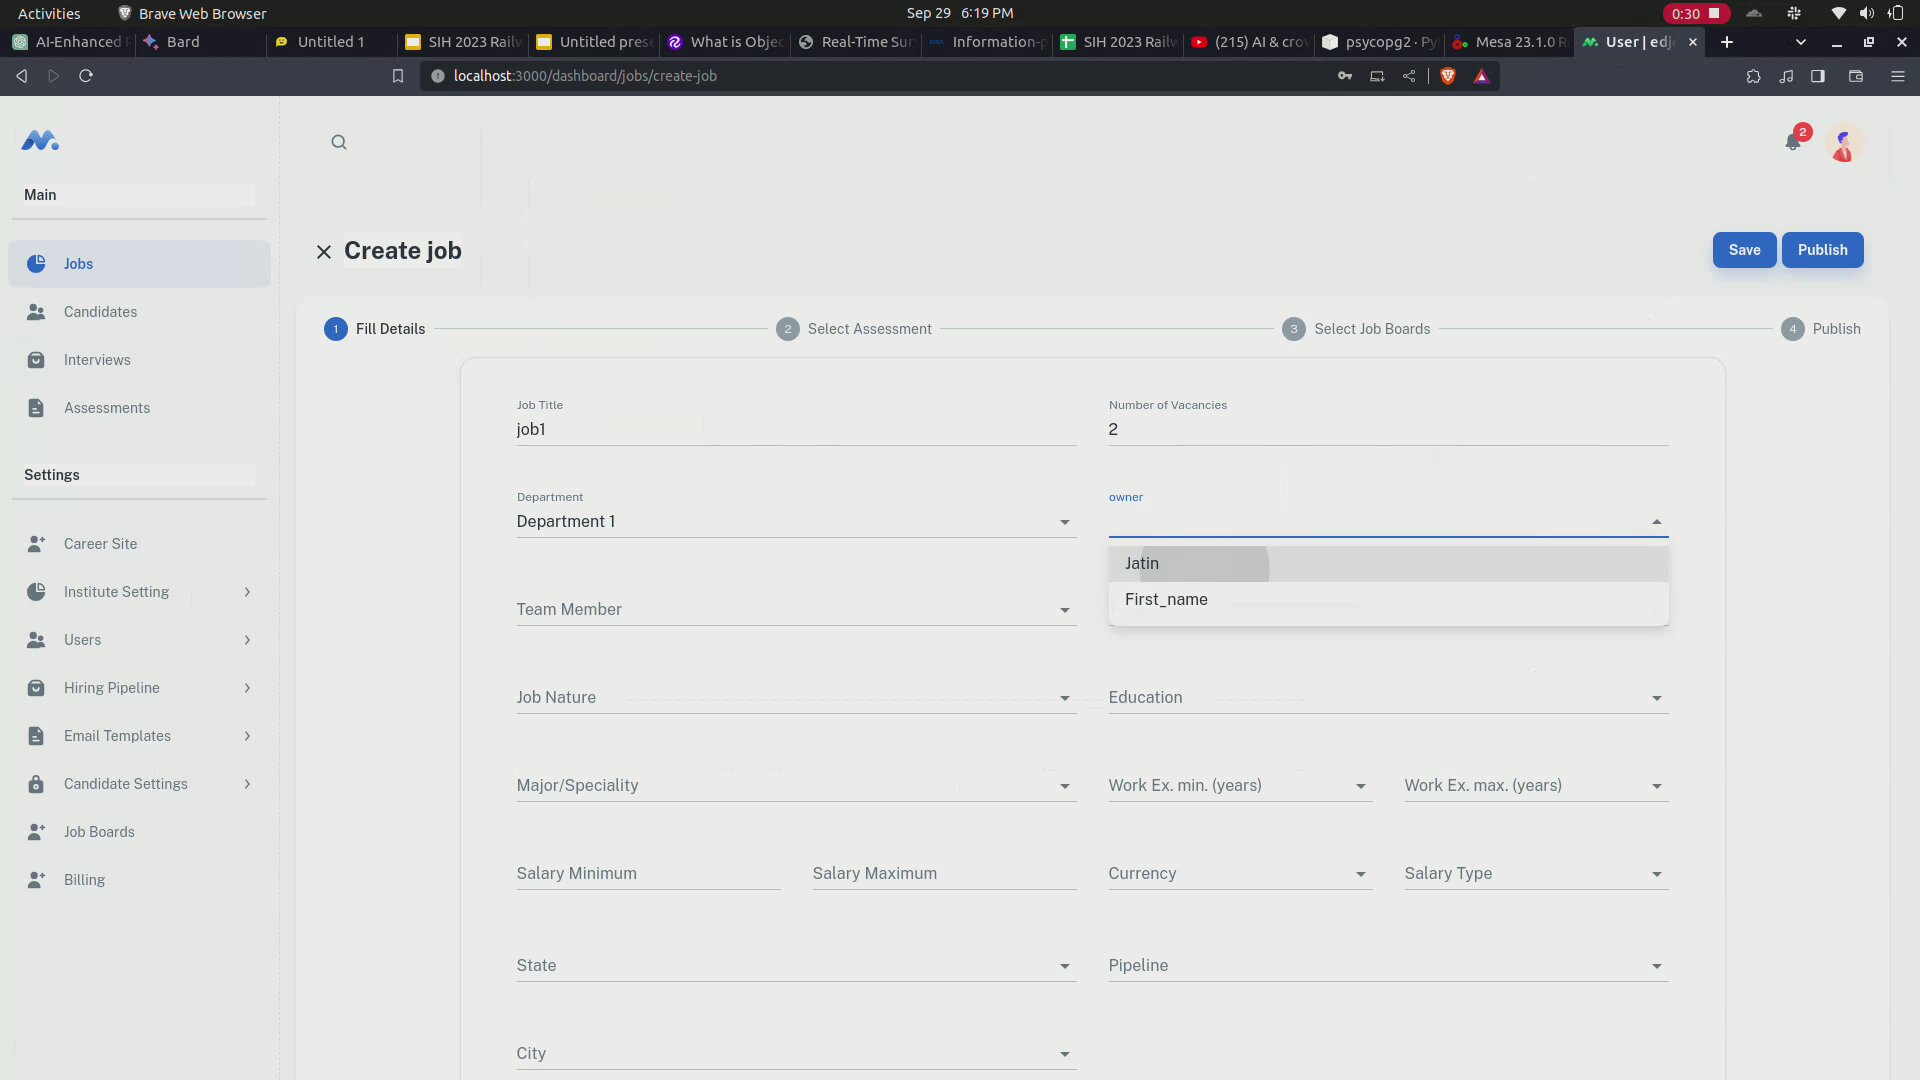 Activities
Brave Web Browser
Sep 29 6:19 PM
0:30
AI-Enhanced
Bard
Untitled 1
SIH 2023 Railw
Untitled prese
What is Objec
Real-Time Sur
Information-p
SIH 2023 Railw
(215) AI & crow
psycopg2 · Py
Mesa 23.1.0 R
User | edjo
localhost:3000/dashboard/jobs/create-job
2
Main
Create job
Save
Publish
Jobs
Candidates
Interviews
Assessments
1
Fill Details
2
Select Assessment
3
Select Job Boards
4
Publish
Job Title
job1
Number of Vacancies
2
Department
Department 1
owner
Jatin
First_name
Team Member
Settings
Career Site
Institute Setting
Users
Hiring Pipeline
Email Templates
Candidate Settings
Job Boards
Billing
Job Nature
Education
Major/Speciality
Work Ex. min. (years)
Work Ex. max. (years)
Salary Minimum
Salary Maximum
Currency
Salary Type
State
Pipeline
City